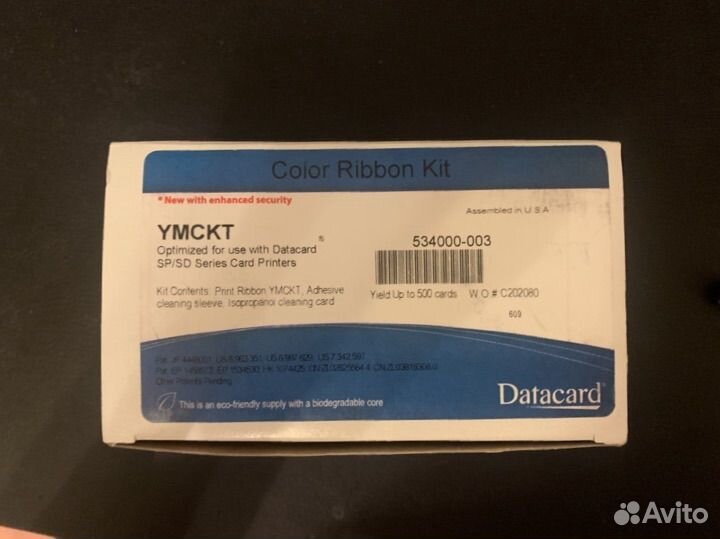 Color Ribbon Kit
* New with enhanced security
Assembled in U S A
YMCKT
®
534000-003
Optimized for use with Datacard
SP/SD Series Card Printers
Kit Contents: Print Ribbon YMCKT, Adhesive
cleaning sleeve, Isopropanol cleaning card
Yield Up to 500 cards W.O # C202080
609
Other Patents Pending
This is an eco-friendly supply with a biodegradable core
Datacard®
Avito